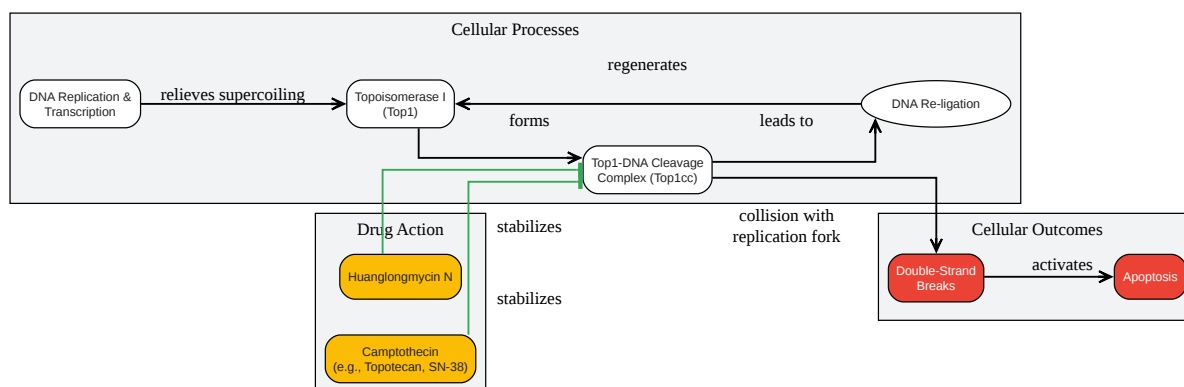 Cellular Processes
regenerates
DNA Replication &
Transcription
relieves supercoiling
Topoisomerase I
(Top1)
DNA Re-ligation
forms
leads to
Top1-DNA Cleavage
Complex (Top1cc)
Drug Action
stabilizes
collision with
replication fork
Cellular Outcomes
Huanglongmycin N
stabilizes
Double-Strand
Breaks
activates
Apoptosis
Camptothecin
(e.g., Topotecan, SN-38)